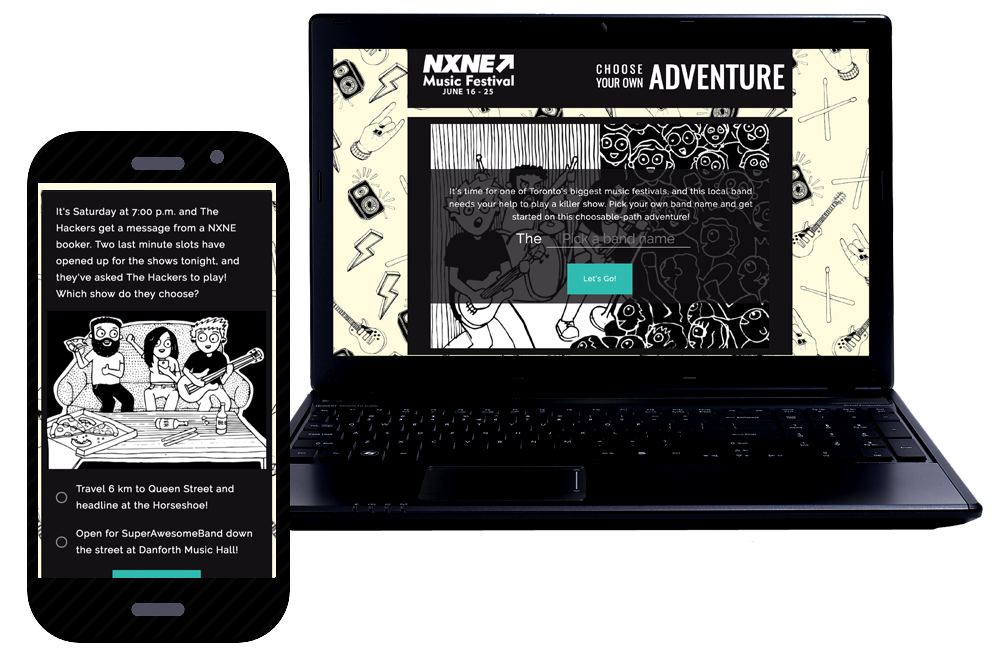 NXNE
Music Festival
JUNE 16 - 25
CHOOSE
YOUR OWN
ADVENTURE
It's time for one of Toronto's biggest music festivals, and this local band
needs your help to play a killer show. Pick your own band name and get
started on this choosable-path adventure!
The Pick a band name
Let's Go!
It's Saturday at 7:00 p.m. and The
Hackers get a message from a NXNE
booker. Two last minute slots have
opened up for the shows tonight, and
they've asked The Hackers to play!
Which show do they choose?
Travel 6 km to Queen Street and
headline at the Horseshoe!
Open for SuperAwesomeBand down
the street at Danforth Music Hall!